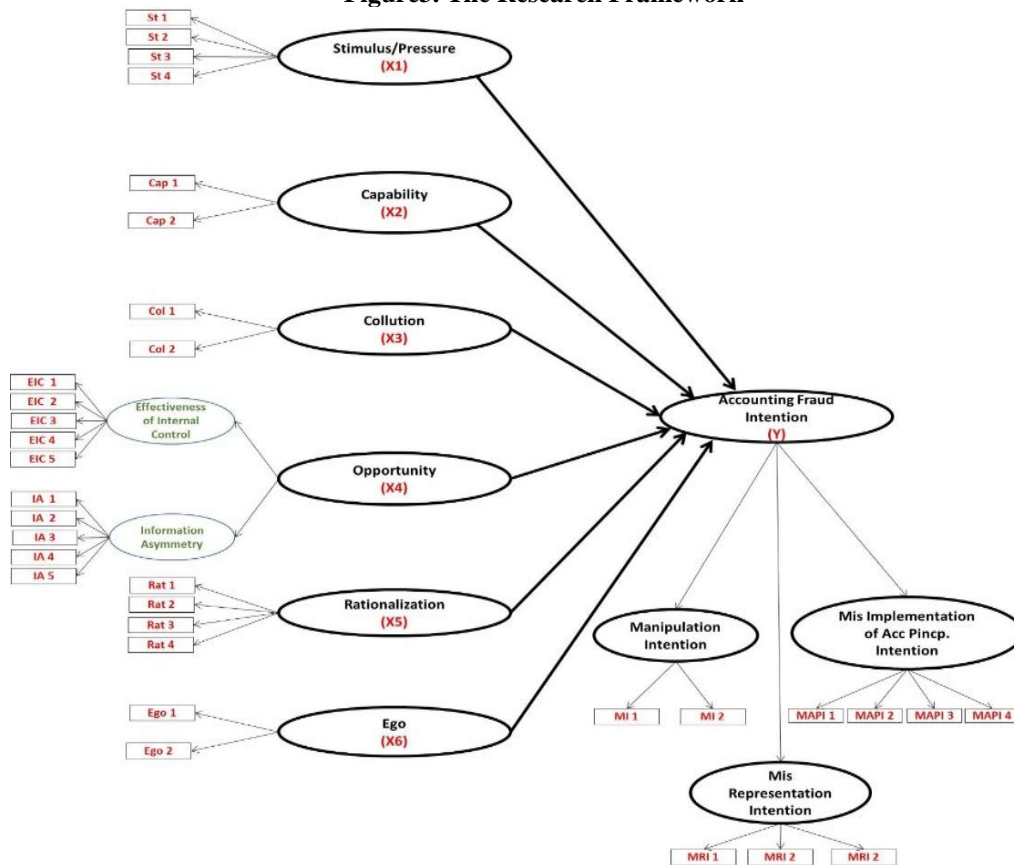 Figure3. The Research Framework
St 1
St 2
St 3
St 4
Stimulus/Pressure
(X1)
Cap 1
Cap 2
Capability
(X2)
Col 1
Col 2
Collution
(X3)
EIC 1
EIC 2
EIC 3
EIC 4
EIC 5
Effectiveness
of Internal
Control
IA 1
IA 2
IA 3
IA 4
IA 5
Information
Asymmetry
Opportunity
(X4)
Rat 1
Rat 2
Rat 3
Rat 4
Rationalization
(X5)
Ego 1
Ego 2
Ego
(X6)
Accounting Fraud
Intention
(Y)
Manipulation
Intention
MI 1
MI 2
Mis Implementation
of Acc Pincp.
Intention
MAPI 1
MAPI 2
MAPI 3
MAPI 4
Mis
Representation
Intention
MRI 1
MRI 2
MRI 2